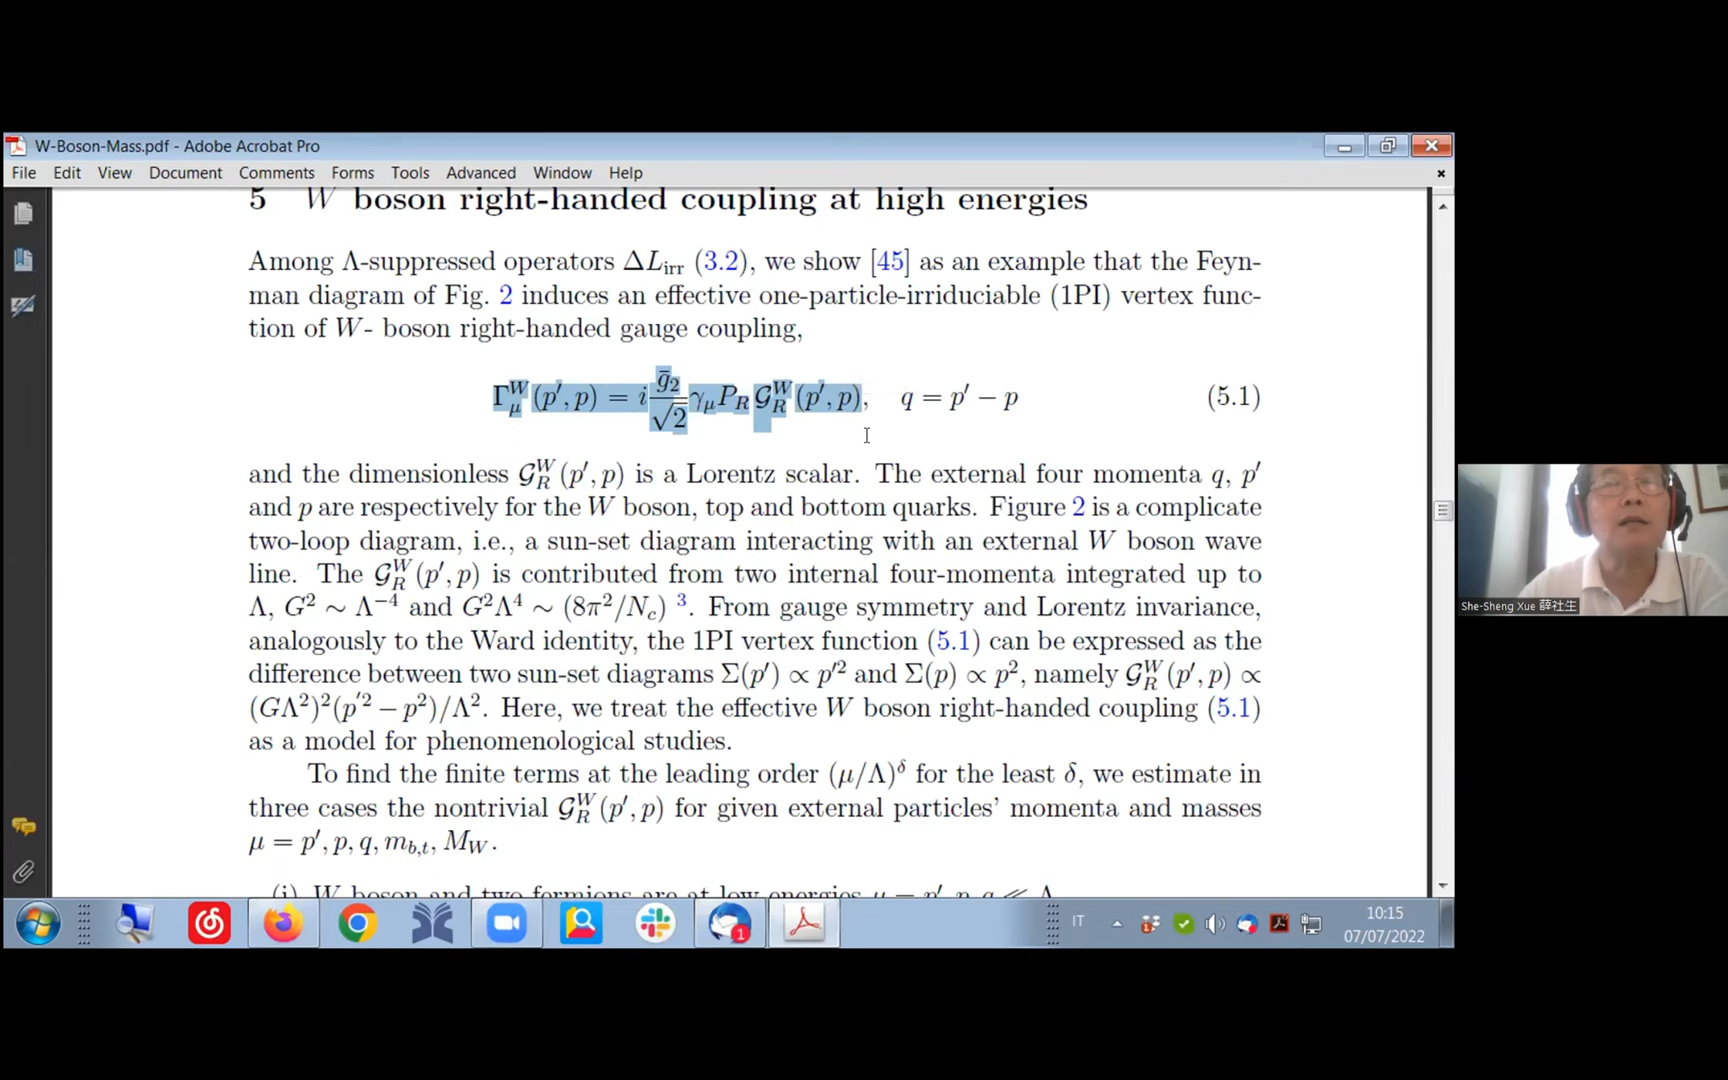 W-Boson-Mass.pdf - Adobe Acrobat Pro
File Edit View Document Comments Forms Tools Advanced Window Help
5 W boson right-handed coupling at high energies
Among Λ-suppressed operators ΔL_irr (3.2), we show [45] as an example that the Feyn-
man diagram of Fig. 2 induces an effective one-particle-irriduciable (1PI) vertex func-
tion of W- boson right-handed gauge coupling,
Γ^W_μ(p′, p) = i ḡ₂/√2 γ_μ P_R 𝒢^W_R(p′, p), q = p′ − p (5.1)
and the dimensionless 𝒢^W_R(p′, p) is a Lorentz scalar. The external four momenta q, p′
and p are respectively for the W boson, top and bottom quarks. Figure 2 is a complicate
two-loop diagram, i.e., a sun-set diagram interacting with an external W boson wave
line. The 𝒢^W_R(p′, p) is contributed from two internal four-momenta integrated up to
Λ, G² ∼ Λ⁻⁴ and G²Λ⁴ ∼ (8π²/N_c) ³. From gauge symmetry and Lorentz invariance,
analogously to the Ward identity, the 1PI vertex function (5.1) can be expressed as the
difference between two sun-set diagrams Σ(p′) ∝ p′² and Σ(p) ∝ p², namely 𝒢^W_R(p′, p) ∝
(GΛ²)²(p′² − p²)/Λ². Here, we treat the effective W boson right-handed coupling (5.1)
as a model for phenomenological studies.
To find the finite terms at the leading order (μ/Λ)^δ for the least δ, we estimate in
three cases the nontrivial 𝒢^W_R(p′, p) for given external particles' momenta and masses
μ = p′, p, q, m_b,t, M_W.
(i) W boson and two fermions are at low energies μ = p′, p, q ≪ Λ
She-Sheng Xue 薛社生
1
IT
10:15
07/07/2022